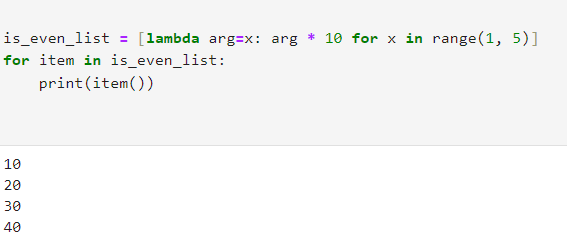 is_even_list = [lambda arg=x: arg * 10 for x in range(1, 5)]
for item in is_even_list:
    print(item())
10
20
30
40